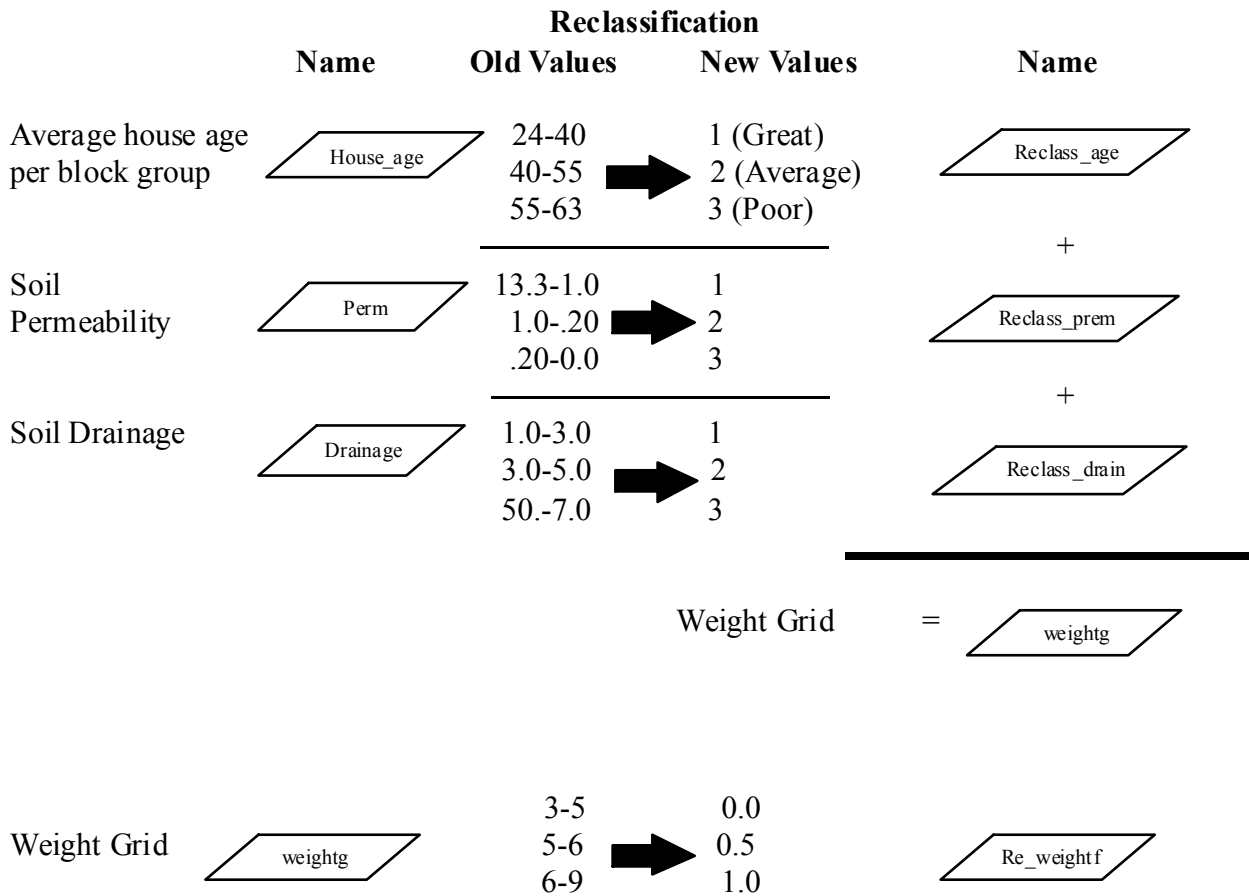 Reclassification
Name Old Values New Values Name
Average house age
per block group
House_age
24-40
40-55
55-63
1 (Great)
2 (Average)
3 (Poor)
Reclass_age
+
Soil
Permeability
Perm
13.3-1.0
1.0-.20
.20-0.0
1
2
3
Reclass_prem
+
Soil Drainage
Drainage
1.0-3.0
3.0-5.0
50.-7.0
1
2
3
Reclass_drain
Weight Grid = weightg
Weight Grid
weightg
3-5
5-6
6-9
0.0
0.5
1.0
Re_weightf